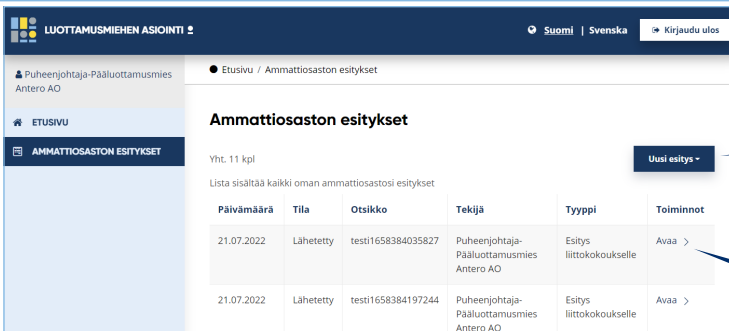 LUOTTAMUSMIEHEN ASIOINTI
Suomi | Svenska
Kirjaudu ulos
Puheenjohtaja-Pääluottamusmies
Antero AO
Etusivu / Ammattiosaston esitykset
ETUSIVU
AMMATTIOSASTON ESITYKSET
Ammattiosaston esitykset
Yht. 11 kpl
Uusi esitys
Lista sisältää kaikki oman ammattiosastosi esitykset
Päivämäärä Tila Otsikko Tekijä Tyyppi Toiminnot
21.07.2022 Lähetetty testi1658384035827 Puheenjohtaja- Esitys Avaa >
Pääluottamusmies liittokokoukselle
Antero AO
21.07.2022 Lähetetty testi1658384197244 Puheenjohtaja- Esitys Avaa >
Pääluottamusmies liittokokoukselle
Antero AO